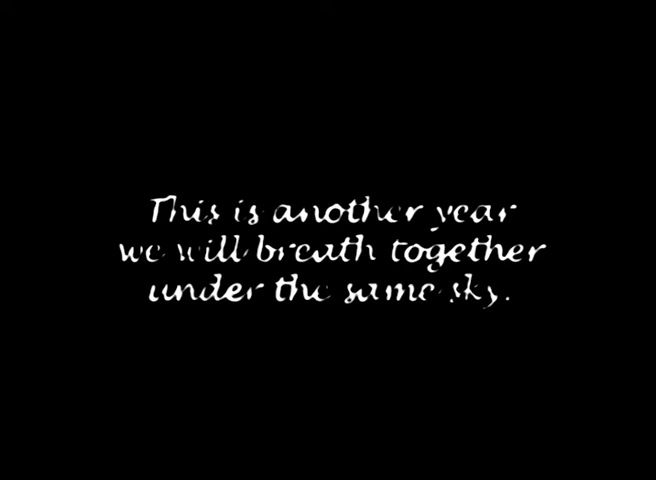 This is another year
we will breath together
under the same sky.